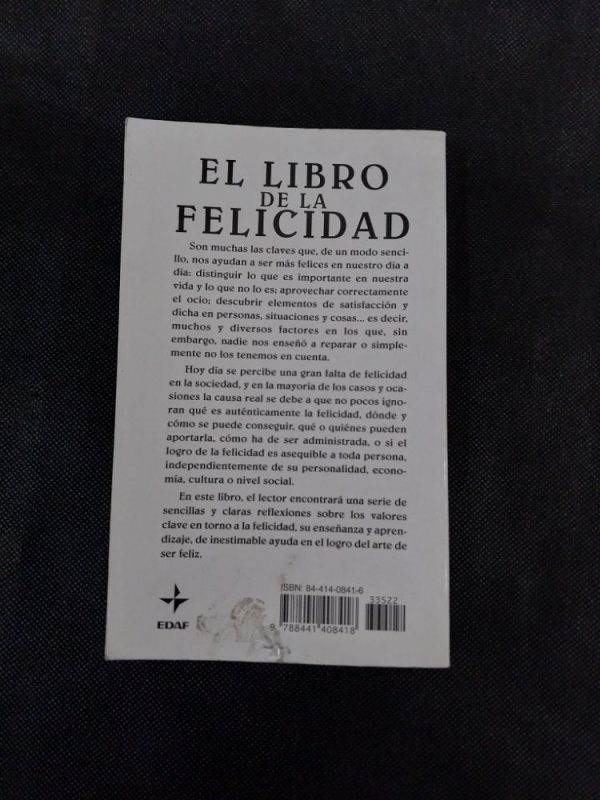 EL LIBRO
DE LA
FELICIDAD
Son muchas las claves que, de un modo senci-
llo, nos ayudan a ser más felices en nuestro día a
día: distinguir lo que es importante en nuestra
vida y lo que no lo es; aprovechar correctamente
el ocio; descubrir elementos de satisfacción y
dicha en personas, situaciones y cosas... es decir,
muchos y diversos factores en los que, sin
embargo, nadie nos enseñó a reparar o simple-
mente no los tenemos en cuenta.
Hoy día se percibe una gran falta de felicidad
en la sociedad, y en la mayoría de los casos y oca-
siones la causa real se debe a que no pocos igno-
ran qué es auténticamente la felicidad, dónde y
cómo se puede conseguir, qué o quiénes pueden
aportarla, cómo ha de ser administrada, o si el
logro de la felicidad es asequible a toda persona,
independientemente de su personalidad, econo-
mía, cultura o nivel social.
En este libro, el lector encontrará una serie de
sencillas y claras reflexiones sobre los valores
clave en torno a la felicidad, su enseñanza y apren-
dizaje, de inestimable ayuda en el logro del arte de
ser feliz.
ISBN: 84-414-0841-6
33522
EDAF
9 788441 408418